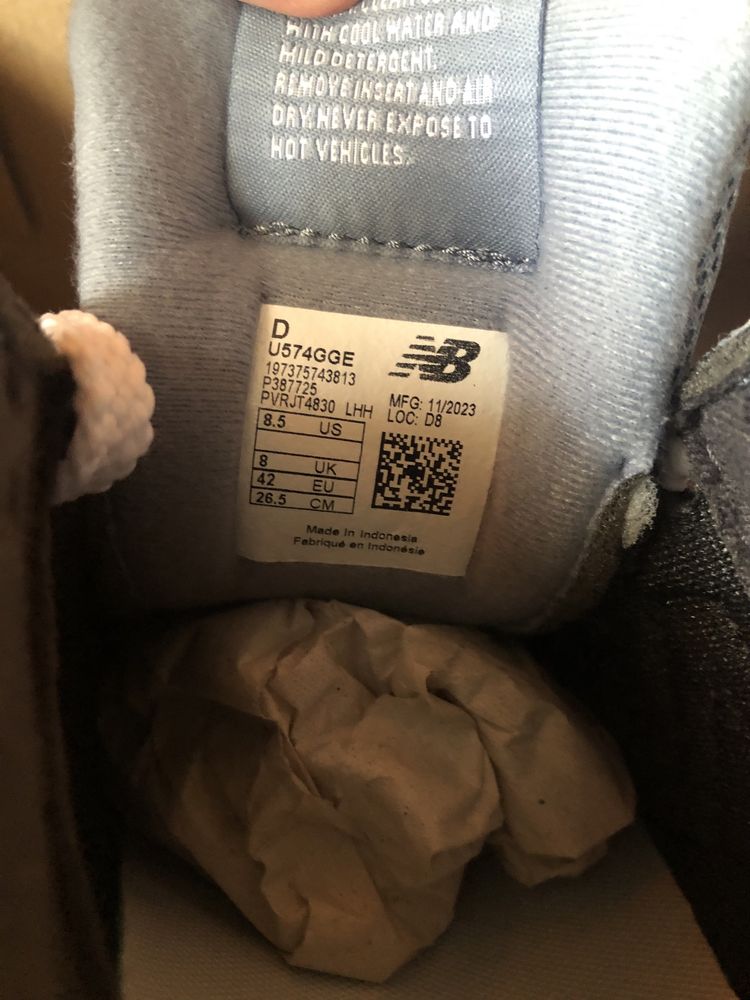 WITH COOL WATER AND
MILD DETERGENT.
REMOVE INSERT AND AIR
DRY. NEVER EXPOSE TO
HOT VEHICLES.
D
U574GGE
197375743813
P387725
PVRJT4830 LHH
NB
MFG: 11/2023
LOC: D8
8.5 US
8 UK
42 EU
26.5 CM
Made in Indonesia
Fabriqué en Indonésie